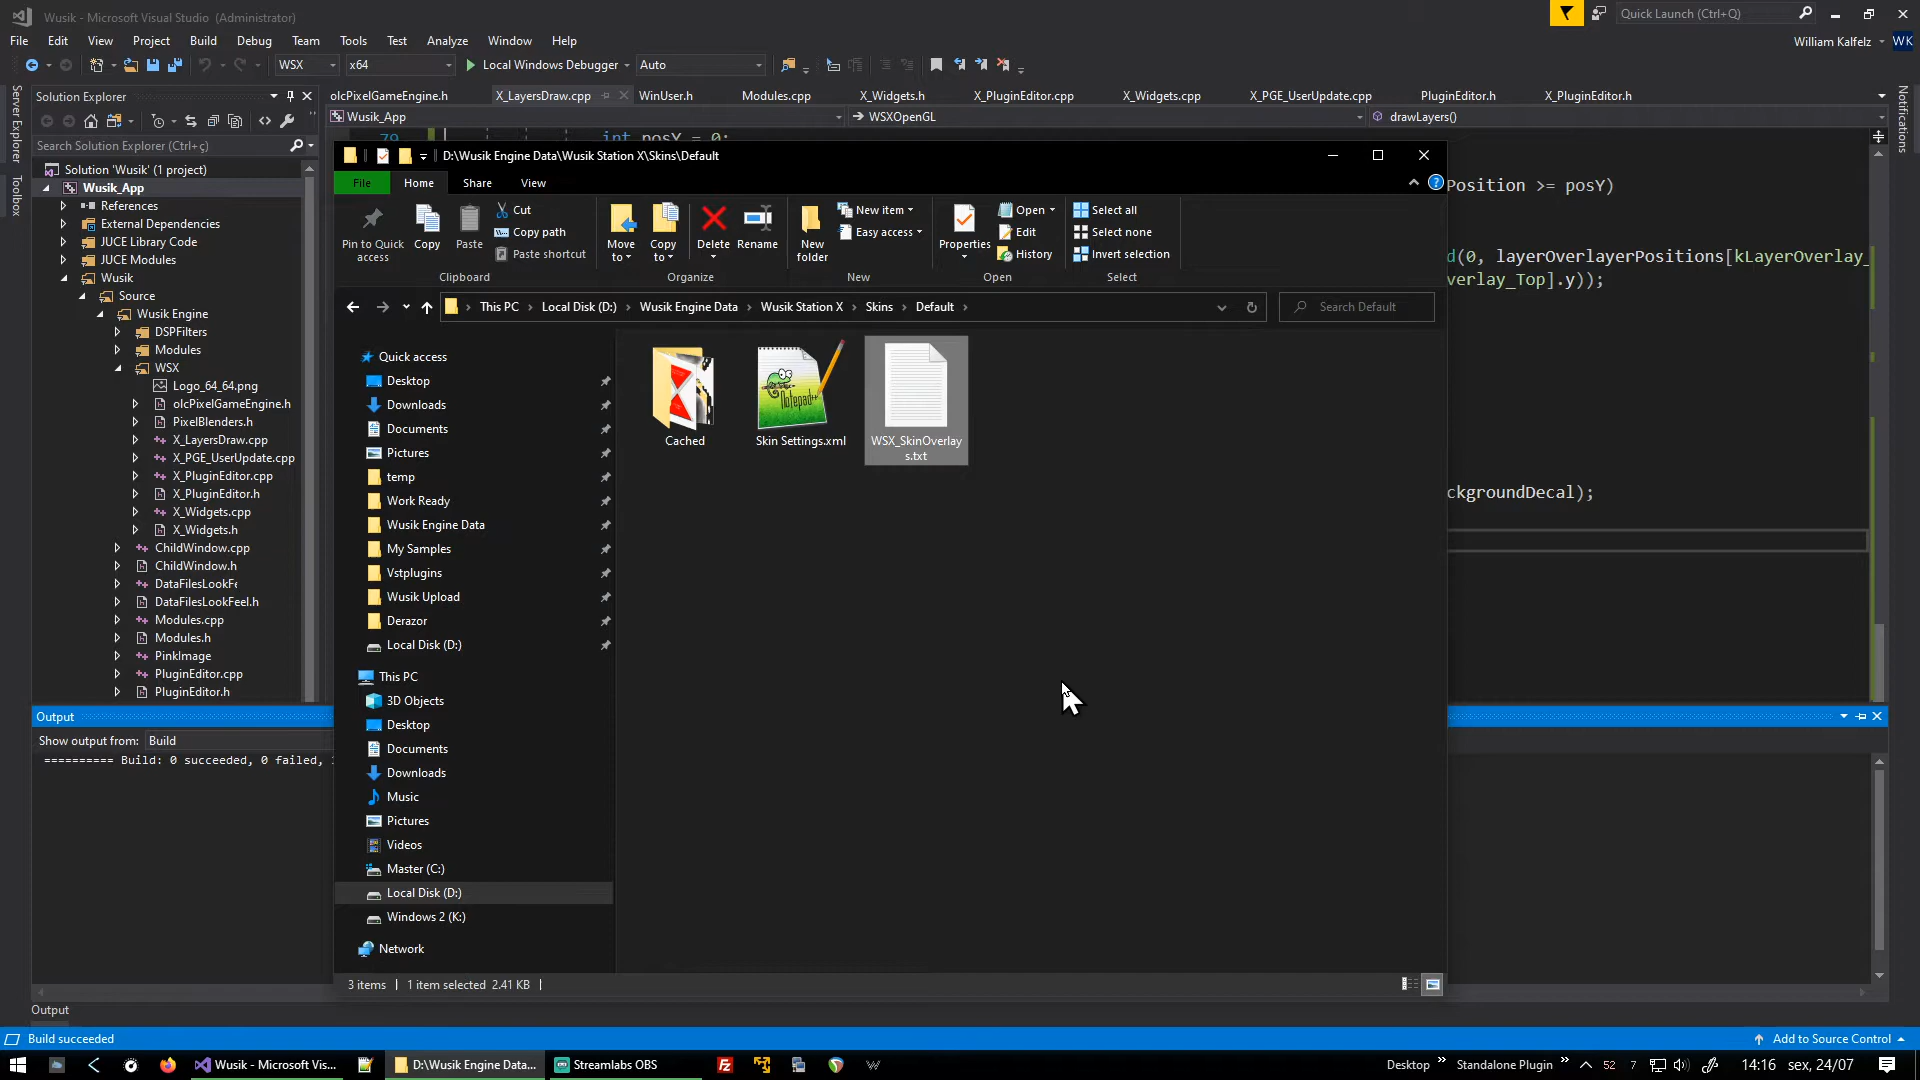 Wusik - Microsoft Visual Studio (Administrator)
Quick Launch (Ctrl+Q)
File Edit View Project Build Debug Team Tools Test Analyze Window Help
William Kalfelz WK
WSX x64 Local Windows Debugger Auto
Server Explorer
Toolbox
Notifications
Solution Explorer
olcPixelGameEngine.h X_LayersDraw.cpp WinUser.h Modules.cpp X_Widgets.h X_PluginEditor.cpp X_Widgets.cpp X_PGE_UserUpdate.cpp PluginEditor.h X_PluginEditor.h
Wusik_App WSXOpenGL drawLayers()
Search Solution Explorer (Ctrl+ç)
Solution 'Wusik' (1 project)
Wusik_App
References
External Dependencies
JUCE Library Code
JUCE Modules
Wusik
Source
Wusik Engine
DSPFilters
Modules
WSX
Logo_64_64.png
olcPixelGameEngine.h
PixelBlenders.h
X_LayersDraw.cpp
X_PGE_UserUpdate.cpp
X_PluginEditor.cpp
X_PluginEditor.h
X_Widgets.cpp
X_Widgets.h
ChildWindow.cpp
ChildWindow.h
DataFilesLookFe
DataFilesLookFeel.h
Modules.cpp
Modules.h
PinkImage
PluginEditor.cpp
PluginEditor.h
79 int posY = 0;
Position >= posY)
d(0, layerOverlayerPositions[kLayerOverlay_
verlay_Top].y));
ckgroundDecal);
D:\Wusik Engine Data\Wusik Station X\Skins\Default
File Home Share View
Pin to Quick access
Copy
Paste
Cut
Copy path
Paste shortcut
Clipboard
Move to
Copy to
Delete
Rename
Organize
New folder
New item
Easy access
New
Properties
Open
Edit
History
Open
Select all
Select none
Invert selection
Select
This PC Local Disk (D:) Wusik Engine Data Wusik Station X Skins Default
Search Default
Quick access
Desktop
Downloads
Documents
Pictures
temp
Work Ready
Wusik Engine Data
My Samples
Vstplugins
Wusik Upload
Derazor
Local Disk (D:)
This PC
3D Objects
Desktop
Documents
Downloads
Music
Pictures
Videos
Master (C:)
Local Disk (D:)
Windows 2 (K:)
Network
Cached
Notepad++
Skin Settings.xml
WSX_SkinOverlay
s.txt
3 items 1 item selected 2.41 KB
Output
Show output from: Build
========== Build: 0 succeeded, 0 failed,
Output
Build succeeded
Add to Source Control
Wusik - Microsoft Vis...
D:\Wusik Engine Data...
Streamlabs OBS
Desktop Standalone Plugin 52 7 14:16 sex, 24/07